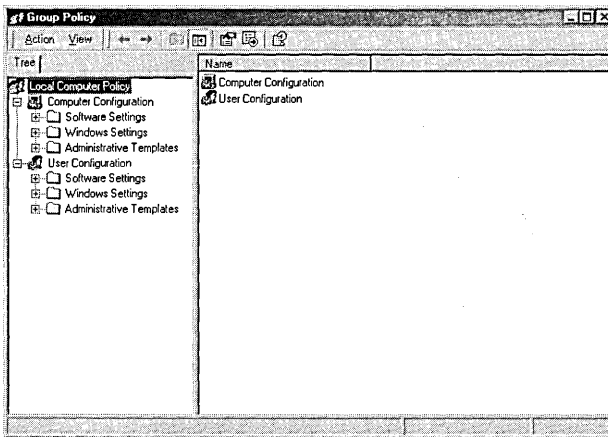 Group Policy
Action View
Tree
Name
Local Computer Policy
Computer Configuration
Software Settings
Windows Settings
Administrative Templates
User Configuration
Software Settings
Windows Settings
Administrative Templates
Computer Configuration
User Configuration